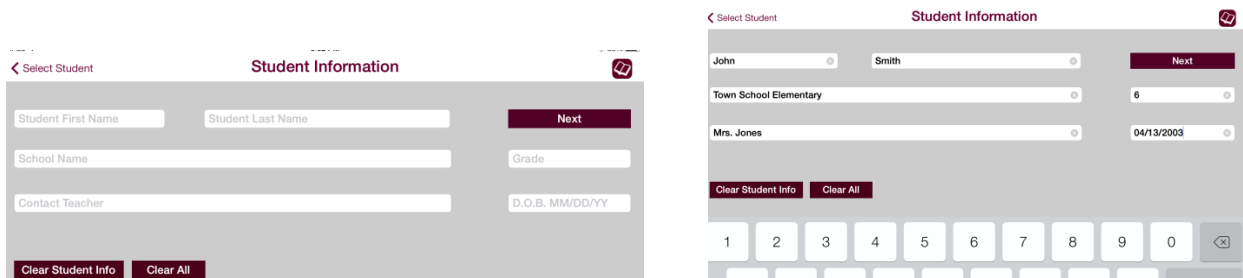 Select Student Student Information
Student First Name Student Last Name Next
School Name Grade
Contact Teacher D.O.B. MM/DD/YY
Clear Student Info Clear All
Select Student Student Information
John Smith Next
Town School Elementary 6
Mrs. Jones 04/13/2003
Clear Student Info Clear All
1 2 3 4 5 6 7 8 9 0